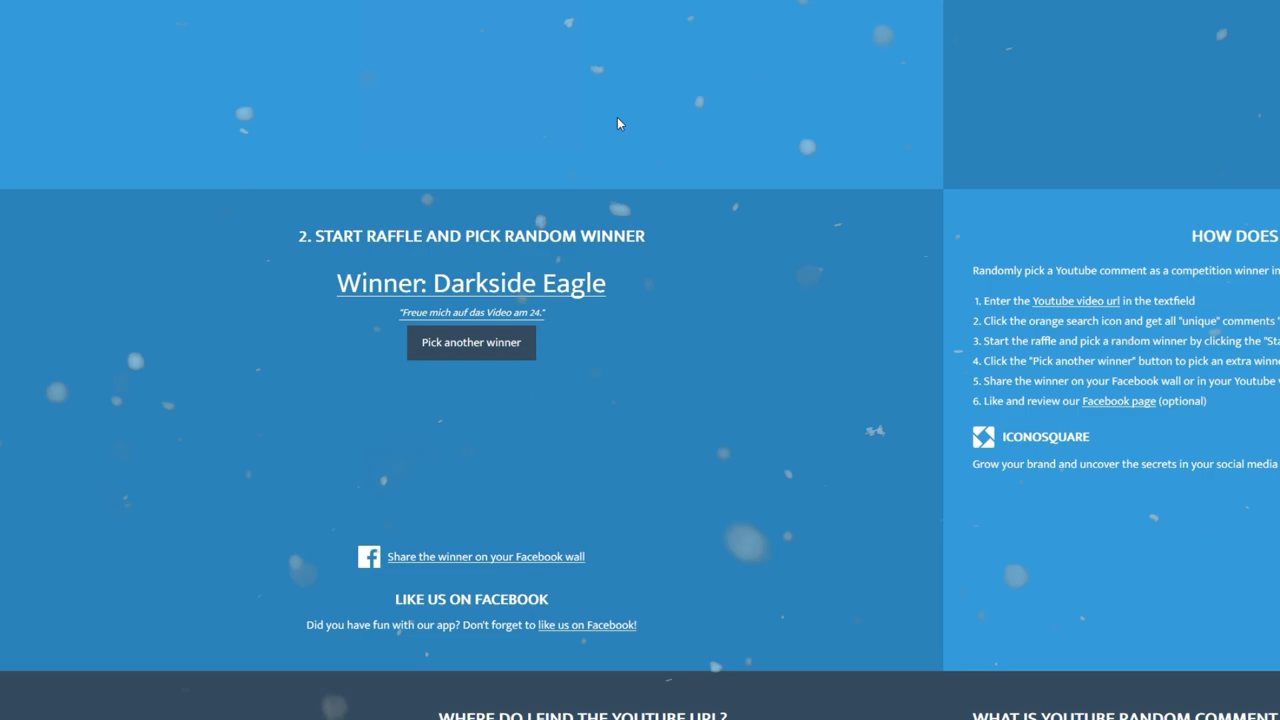 2. START RAFFLE AND PICK RANDOM WINNER
Winner: Darkside Eagle
"Freue mich auf das Video am 24."
Pick another winner
Share the winner on your Facebook wall
LIKE US ON FACEBOOK
Did you have fun with our app? Don't forget to like us on Facebook!
HOW DOES
Randomly pick a Youtube comment as a competition winner in
1. Enter the Youtube video url in the textfield
2. Click the orange search icon and get all "unique" comments "
3. Start the raffle and pick a random winner by clicking the "Sta
4. Click the "Pick another winner" button to pick an extra winne
5. Share the winner on your Facebook wall or in your Youtube v
6. Like and review our Facebook page (optional)
ICONOSQUARE
Grow your brand and uncover the secrets in your social media
WHERE DO I FIND THE YOUTUBE URL?
WHAT IS YOUTUBE RANDOM COMMENT